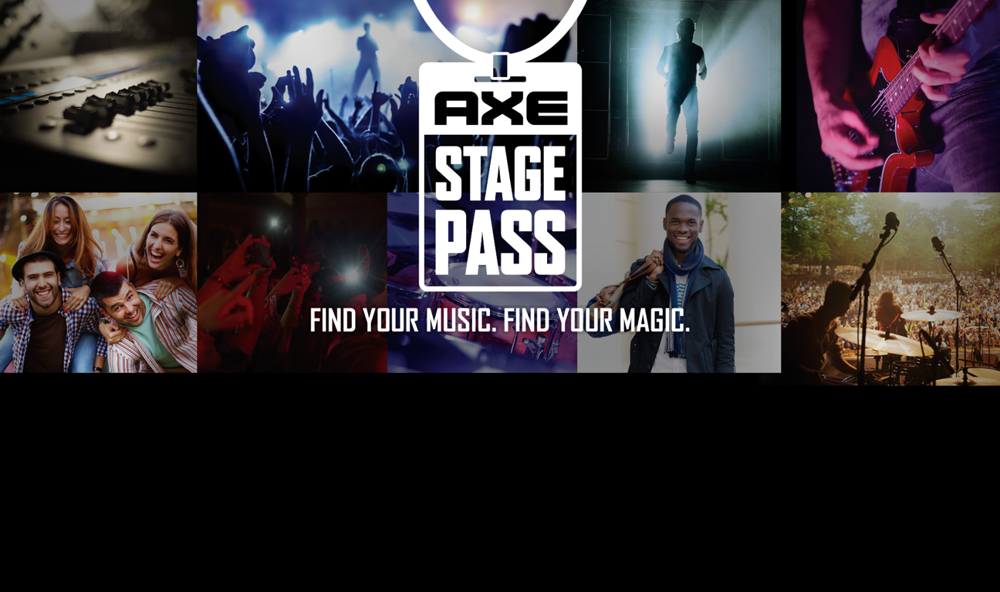 AXE
STAGE
PASS
FIND YOUR MUSIC. FIND YOUR MAGIC.